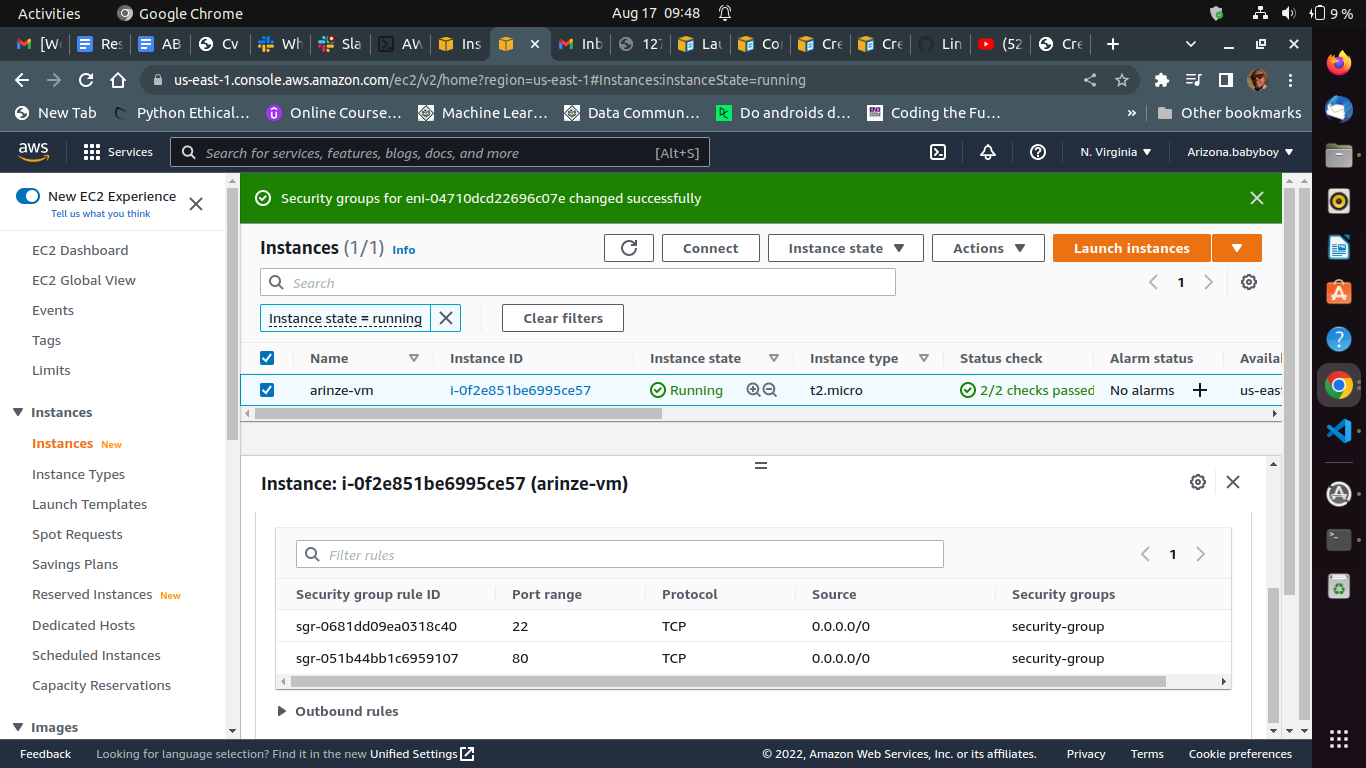 Activities Google Chrome Aug 17 09:48 9 %
[We Res AB Cv Wh Sla AW Ins Inb 127 Lau Cor Cre Cre Lin (52 Cre
us-east-1.console.aws.amazon.com/ec2/v2/home?region=us-east-1#Instances:instanceState=running
New Tab Python Ethical… Online Course… Machine Lear… Data Commun… Do androids d… Coding the Fu… » Other bookmarks
aws Services Search for services, features, blogs, docs, and more [Alt+S] N. Virginia Arizona.babyboy
New EC2 Experience
Tell us what you think
EC2 Dashboard
EC2 Global View
Events
Tags
Limits
Instances
Instances New
Instance Types
Launch Templates
Spot Requests
Savings Plans
Reserved Instances New
Dedicated Hosts
Scheduled Instances
Capacity Reservations
Images
Security groups for eni-04710dcd22696c07e changed successfully
Instances (1/1) Info Connect Instance state Actions Launch instances
Search 1
Instance state = running Clear filters
Name Instance ID Instance state Instance type Status check Alarm status Availa
arinze-vm i-0f2e851be6995ce57 Running t2.micro 2/2 checks passed No alarms us-east
Instance: i-0f2e851be6995ce57 (arinze-vm)
Filter rules 1
Security group rule ID Port range Protocol Source Security groups
sgr-0681dd09ea0318c40 22 TCP 0.0.0.0/0 security-group
sgr-051b44bb1c6959107 80 TCP 0.0.0.0/0 security-group
Outbound rules
Feedback Looking for language selection? Find it in the new Unified Settings © 2022, Amazon Web Services, Inc. or its affiliates. Privacy Terms Cookie preferences